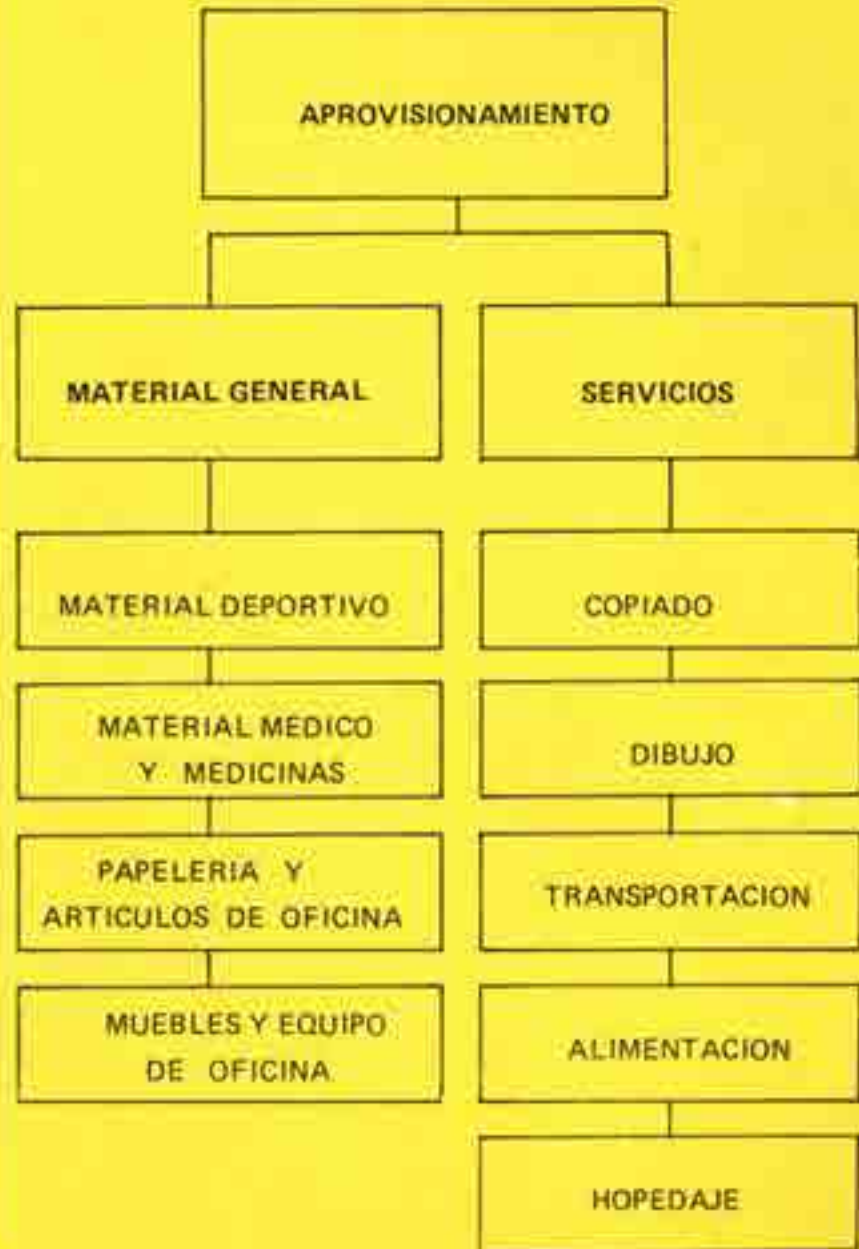 APROVISIONAMIENTO
MATERIAL GENERAL
MATERIAL DEPORTIVO
MATERIAL MEDICO
Y MEDICINAS
PAPELERIA Y
ARTICULOS DE OFICINA
MUEBLES Y EQUIPO
DE OFICINA
SERVICIOS
COPIADO
DIBUJO
TRANSPORTACION
ALIMENTACION
HOPEDAJE